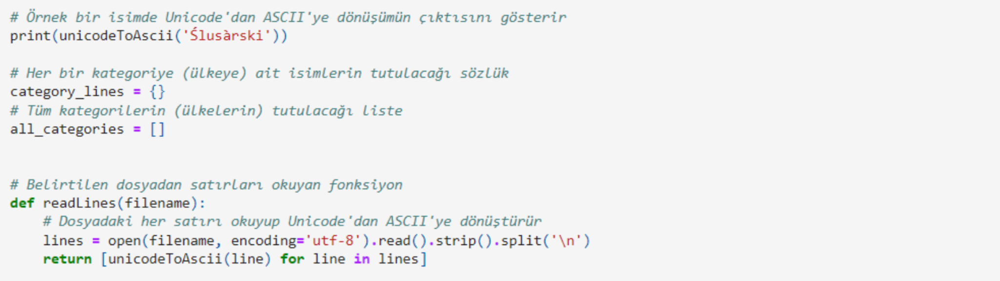 # Örnek bir isimde Unicode'dan ASCII'ye dönüşümün çıktısını gösterir
print(unicodeToAscii('Ślusàrski'))
# Her bir kategoriye (ülkeye) ait isimlerin tutulacağı sözlük
category_lines = {}
# Tüm kategorilerin (ülkelerin) tutulacağı liste
all_categories = []
# Belirtilen dosyadan satırları okuyan fonksiyon
def readLines(filename):
    # Dosyadaki her satırı okuyup Unicode'dan ASCII'ye dönüştürür
    lines = open(filename, encoding='utf-8').read().strip().split('\n')
    return [unicodeToAscii(line) for line in lines]